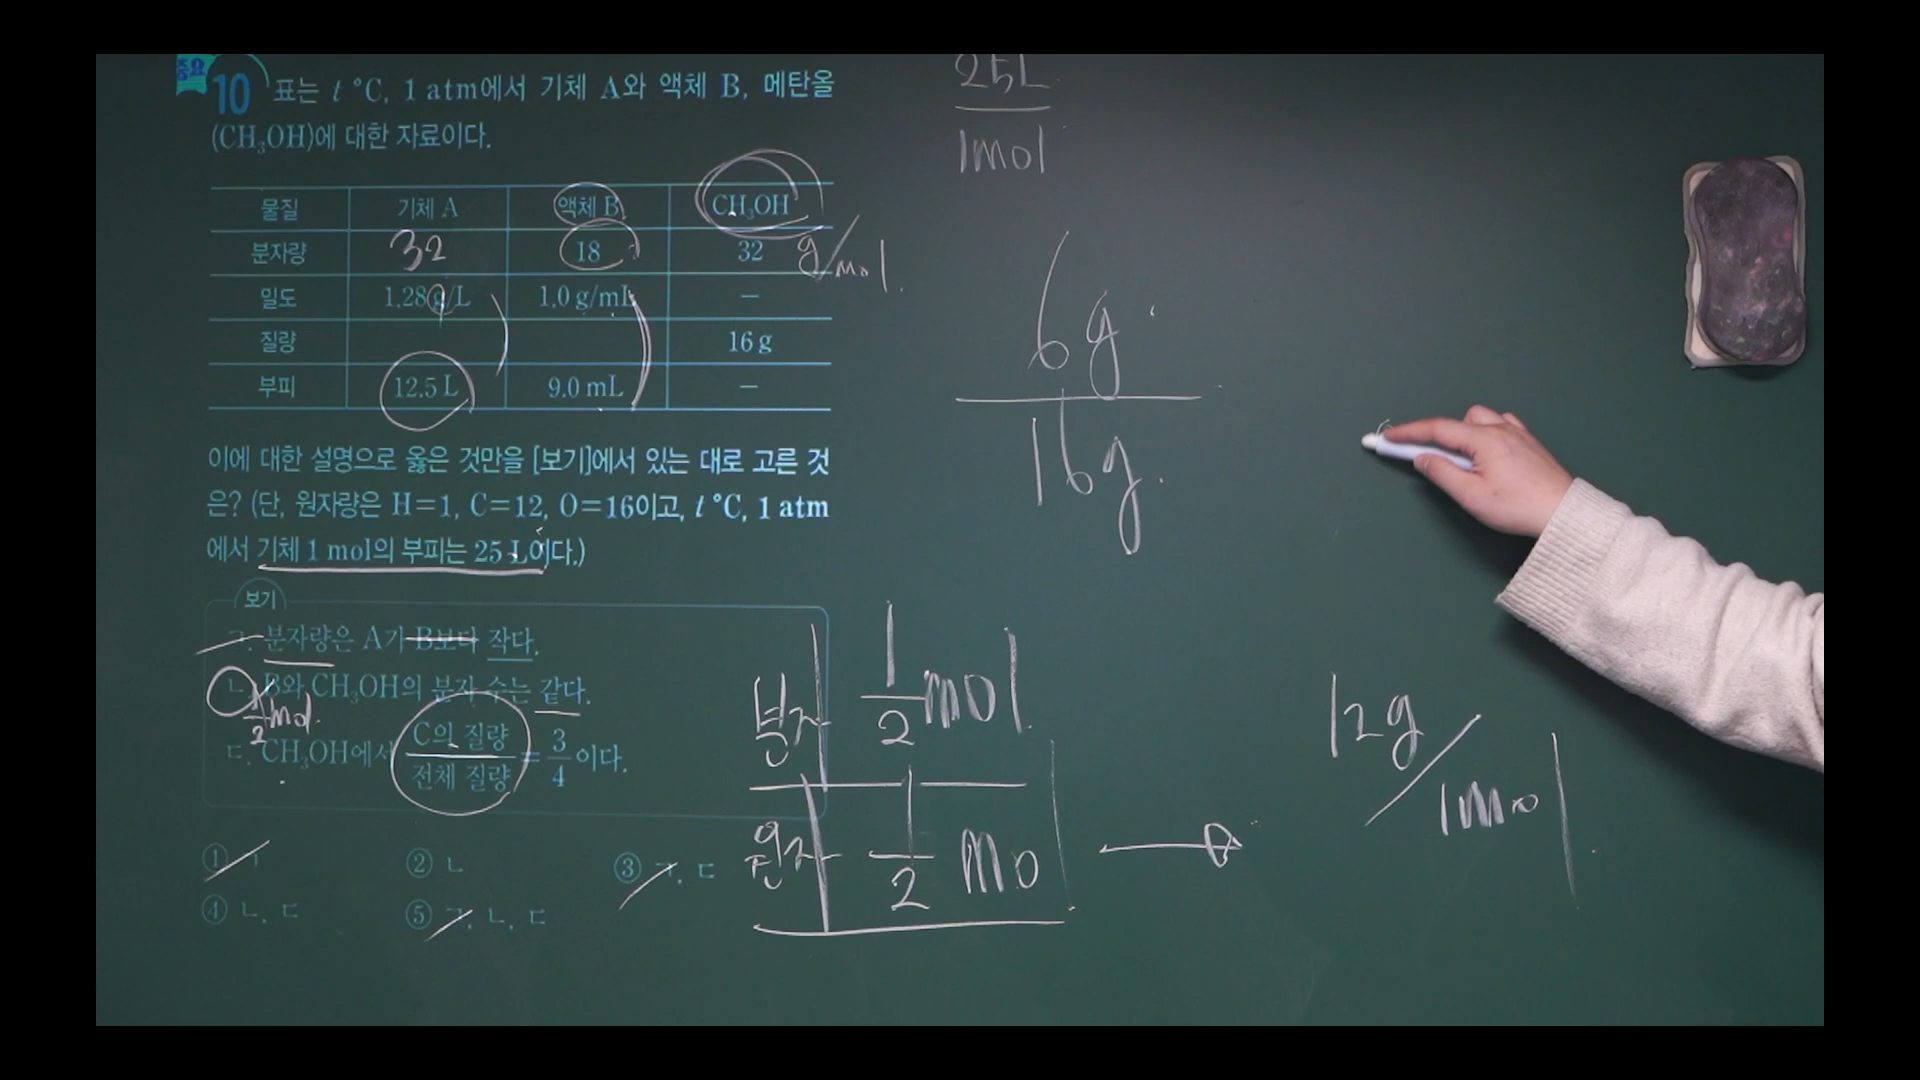 중요
10 표는 t °C, 1 atm에서 기체 A와 액체 B, 메탄올
(CH₃OH)에 대한 자료이다.
물질 기체 A 액체 B CH₃OH
분자량 32 18 32 g/mol
밀도 1.28 g/L 1.0 g/mL －
질량 16 g
부피 12.5 L 9.0 mL －
이에 대한 설명으로 옳은 것만을 [보기]에서 있는 대로 고른 것
은? (단, 원자량은 H=1, C=12, O=16이고, t °C, 1 atm
에서 기체 1 mol의 부피는 25 L이다.)
보기
ㄱ. 분자량은 A가 B보다 작다.
ㄴ. B와 CH₃OH의 분자 수는 같다.
1/2 mol.
ㄷ. CH₃OH에서 C의 질량/전체 질량 = 3/4 이다.
① ㄱ ② ㄴ ③ ㄱ, ㄷ
④ ㄴ, ㄷ ⑤ ㄱ, ㄴ, ㄷ
25L
1mol
6g
16g
분자 1/2 mol
원자 1/2 mol
12g/1mol